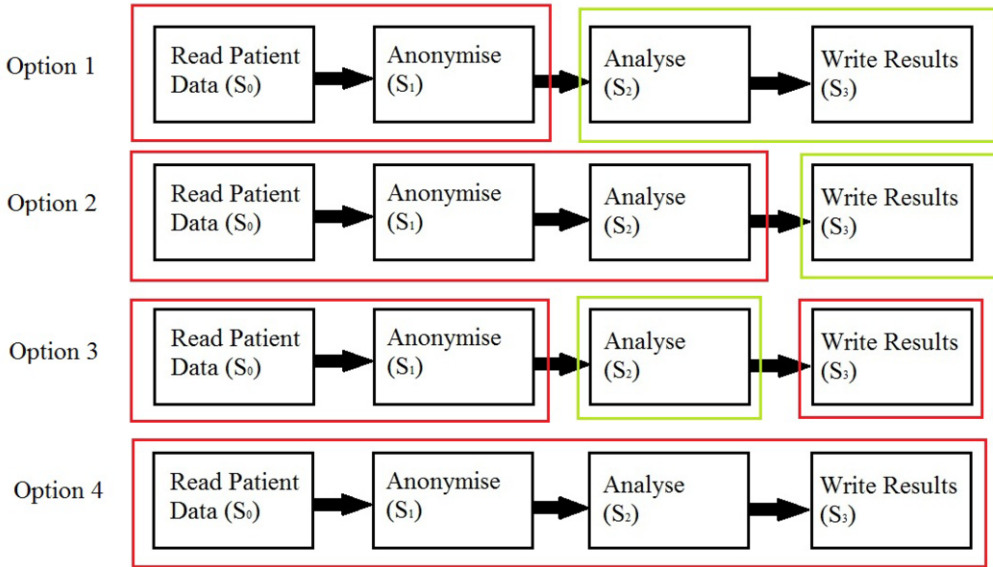 Option 1
Read Patient
Data (S₀)
Anonymise
(S₁)
Analyse
(S₂)
Write Results
(S₃)
Option 2
Read Patient
Data (S₀)
Anonymise
(S₁)
Analyse
(S₂)
Write Results
(S₃)
Option 3
Read Patient
Data (S₀)
Anonymise
(S₁)
Analyse
(S₂)
Write Results
(S₃)
Option 4
Read Patient
Data (S₀)
Anonymise
(S₁)
Analyse
(S₂)
Write Results
(S₃)